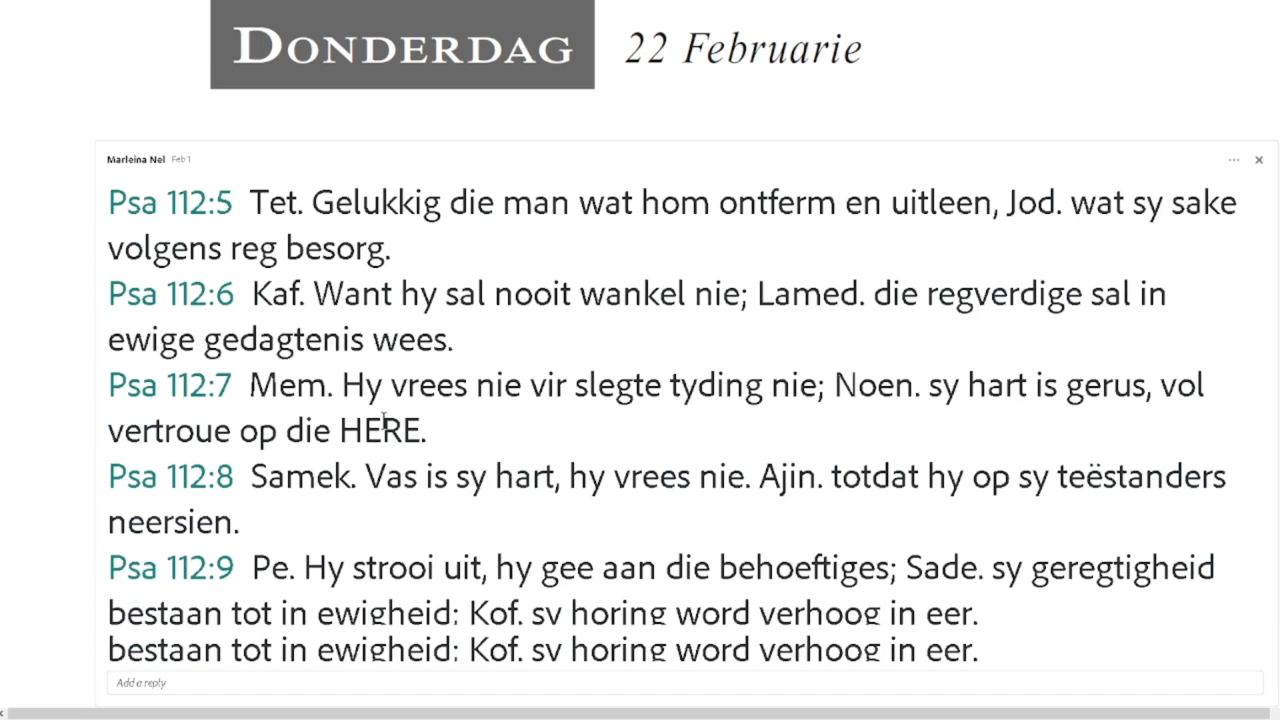 DONDERDAG 22 Februarie
Marleina Nel Feb 1
Psa 112:5 Tet. Gelukkig die man wat hom ontferm en uitleen, Jod. wat sy sake
volgens reg besorg.
Psa 112:6 Kaf. Want hy sal nooit wankel nie; Lamed. die regverdige sal in
ewige gedagtenis wees.
Psa 112:7 Mem. Hy vrees nie vir slegte tyding nie; Noen. sy hart is gerus, vol
vertroue op die HERE.
Psa 112:8 Samek. Vas is sy hart, hy vrees nie. Ajin. totdat hy op sy teëstanders
neersien.
Psa 112:9 Pe. Hy strooi uit, hy gee aan die behoeftiges; Sade. sy geregtigheid
bestaan tot in ewigheid; Kof. sy horing word verhoog in eer.
bestaan tot in ewigheid; Kof. sy horing word verhoog in eer.
Add a reply